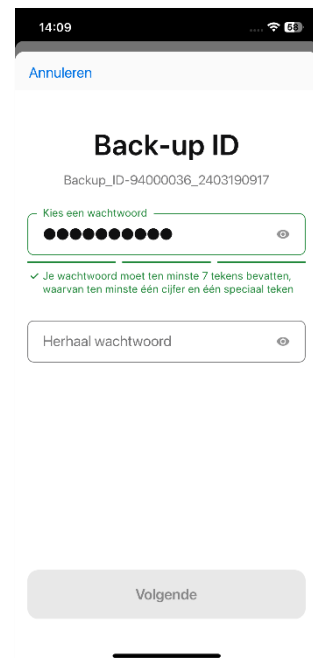 14:09
58
Annuleren
Back-up ID
Backup_ID-94000036_2403190917
Kies een wachtwoord
●●●●●●●●●●
✓ Je wachtwoord moet ten minste 7 tekens bevatten,
waarvan ten minste één cijfer en één speciaal teken
Herhaal wachtwoord
Volgende